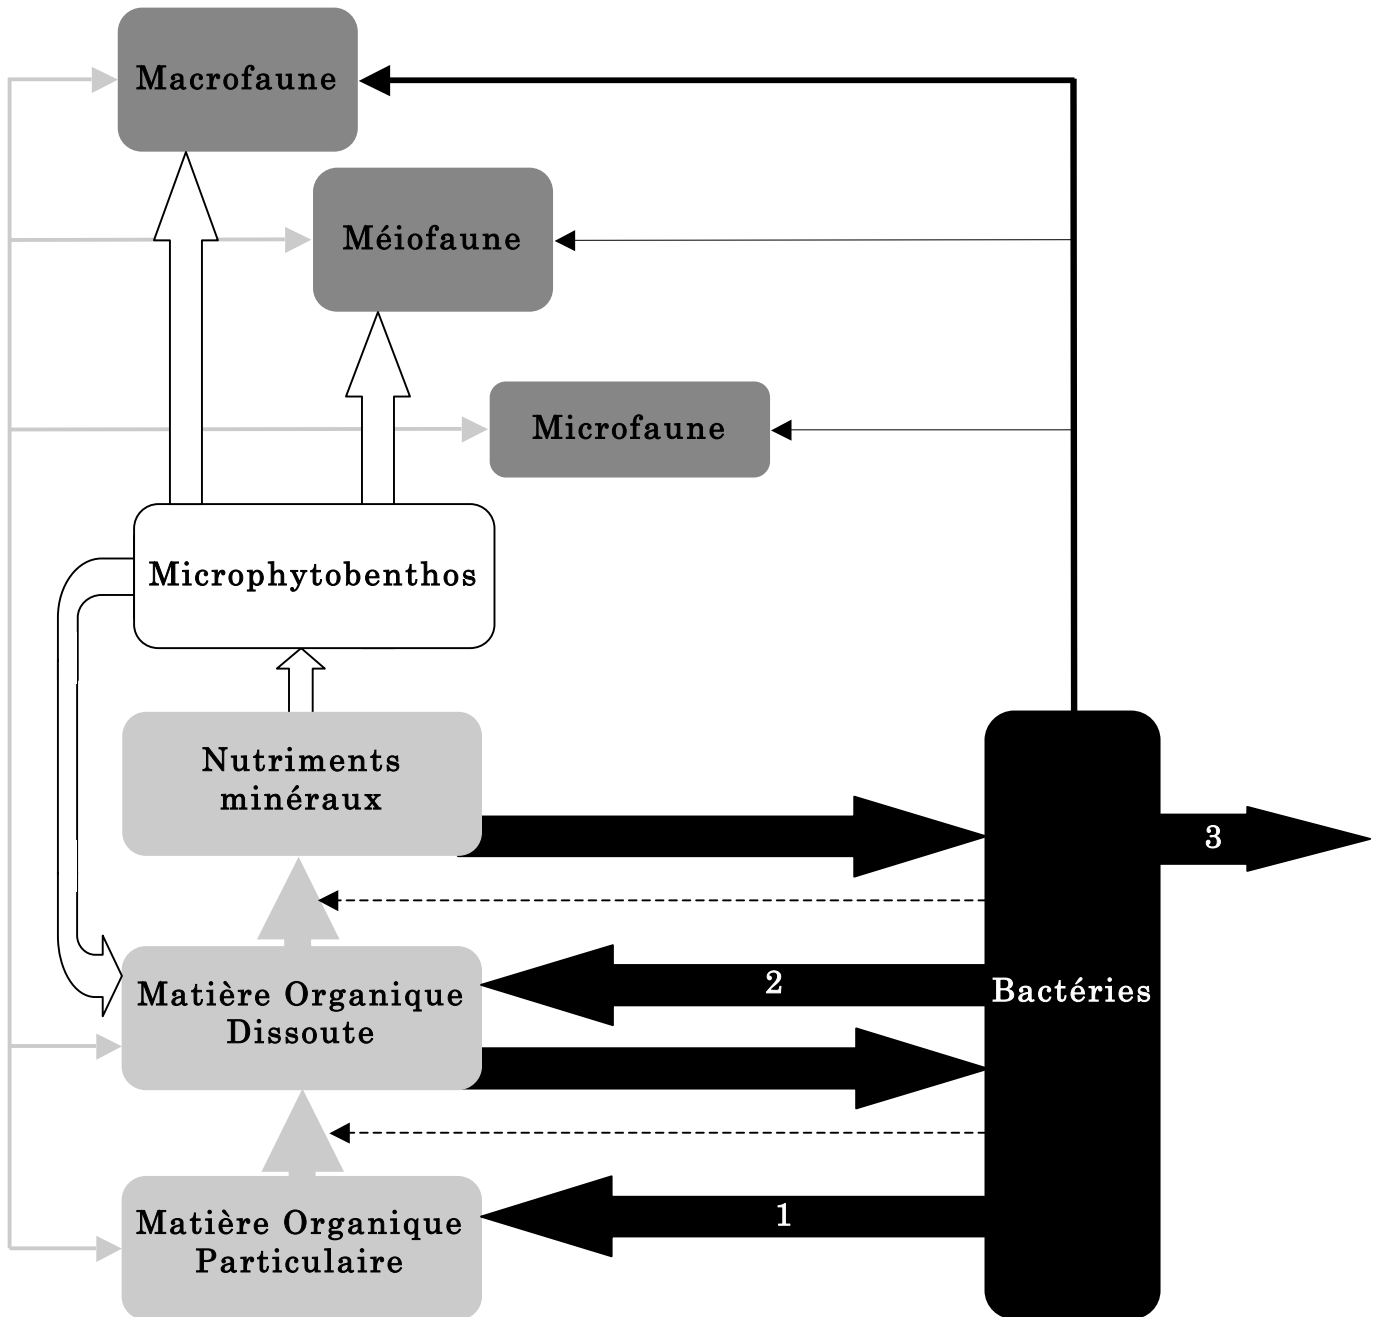 Macrofaune
Méiofaune
Microfaune
Microphytobenthos
Nutriments
minéraux
3
Matière Organique
Dissoute
2
Bactéries
Matière Organique
Particulaire
1